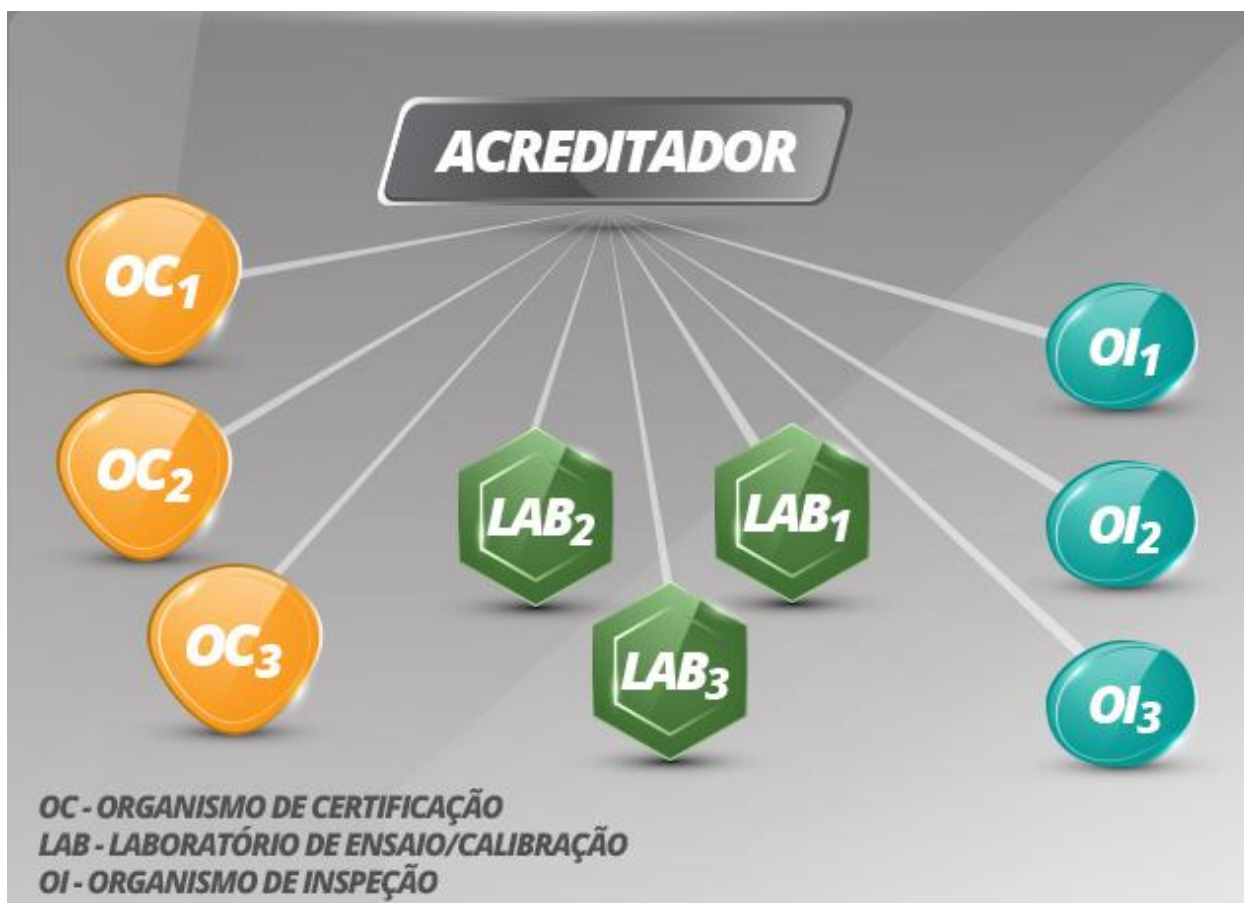 ACREDITADOR
OC1
OC2
OC3
LAB2
LAB1
LAB3
OI1
OI2
OI3
OC - ORGANISMO DE CERTIFICAÇÃO
LAB - LABORATÓRIO DE ENSAIO/CALIBRAÇÃO
OI - ORGANISMO DE INSPEÇÃO